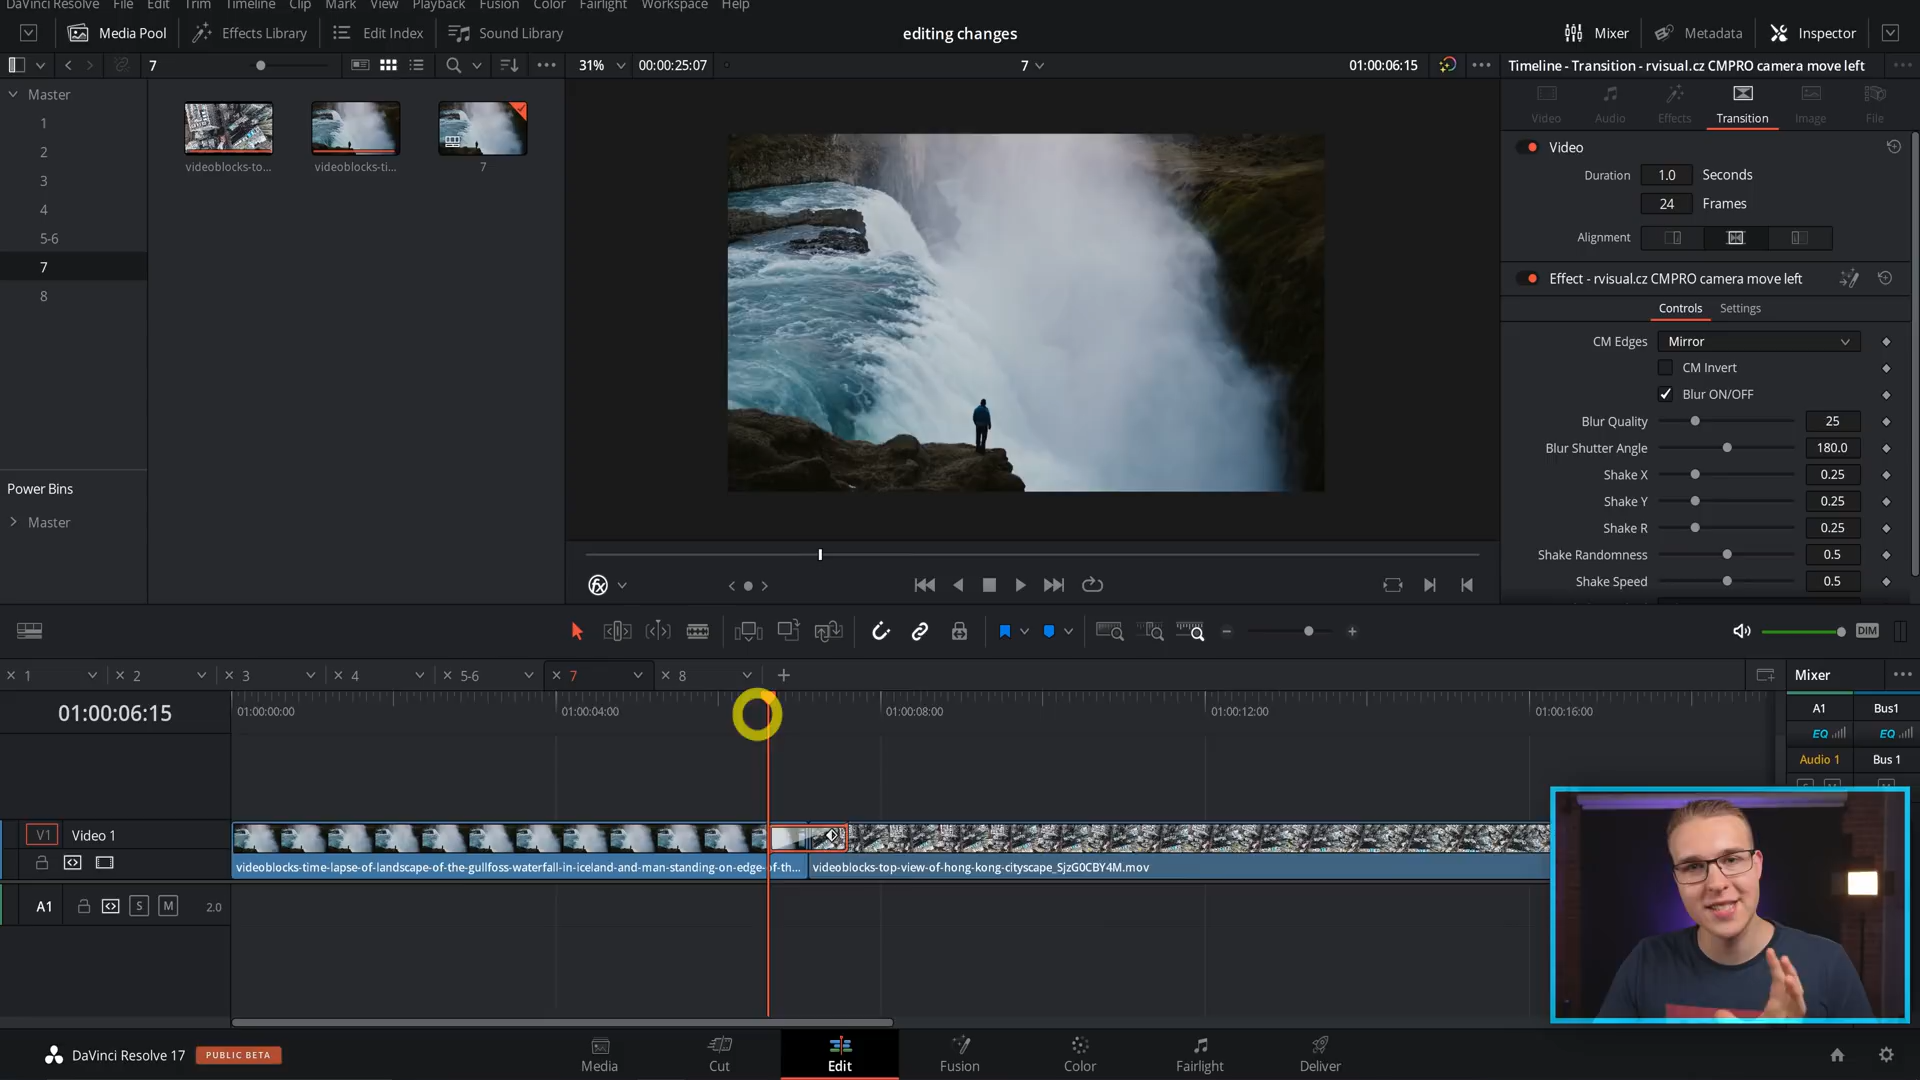 DaVinci Resolve File Edit Trim Timeline Clip Mark View Playback Fusion Color Fairlight Workspace Help
Media Pool Effects Library Edit Index Sound Library editing changes Mixer Metadata Inspector
7 31% 00:00:25:07 7 01:00:06:15 Timeline - Transition - rvisual.cz CMPRO camera move left
Master
1
2
3
4
5-6
7
8
Power Bins
Master
videoblocks-to...
videoblocks-ti...
7
Video Audio Effects Transition Image File
Video
Duration 1.0 Seconds
24 Frames
Alignment
Effect - rvisual.cz CMPRO camera move left
Controls Settings
CM Edges Mirror
CM Invert
Blur ON/OFF
Blur Quality 25
Blur Shutter Angle 180.0
Shake X 0.25
Shake Y 0.25
Shake R 0.25
Shake Randomness 0.5
Shake Speed 0.5
DIM
1 2 3 4 5-6 7 8
Mixer
01:00:06:15
01:00:00:00 01:00:04:00 01:00:08:00 01:00:12:00 01:00:16:00
A1 Bus1
EQ EQ
Audio 1 Bus 1
V1 Video 1
videoblocks-time-lapse-of-landscape-of-the-gullfoss-waterfall-in-iceland-and-man-standing-on-edge-of-th...
videoblocks-top-view-of-hong-kong-cityscape_SjzG0CBY4M.mov
A1 S M 2.0
DaVinci Resolve 17 PUBLIC BETA
Media Cut Edit Fusion Color Fairlight Deliver